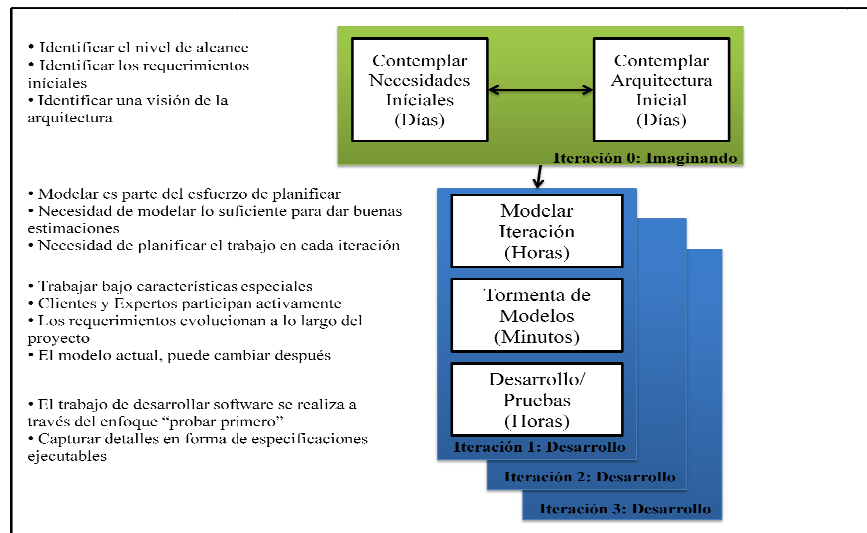 • Identificar el nivel de alcance
• Identificar los requerimientos
iníciales
• Identificar una visión de la
arquitectura
Contemplar
Necesidades
Iníciales
(Días)
Contemplar
Arquitectura
Inicial
(Días)
Iteración 0: Imaginando
• Modelar es parte del esfuerzo de planificar
• Necesidad de modelar lo suficiente para dar buenas
estimaciones
• Necesidad de planificar el trabajo en cada iteración
Modelar
Iteración
(Horas)
• Trabajar bajo características especiales
• Clientes y Expertos participan activamente
• Los requerimientos evolucionan a lo largo del
proyecto
• El modelo actual, puede cambiar después
Tormenta de
Modelos
(Minutos)
• El trabajo de desarrollar software se realiza a
través del enfoque “probar primero”
• Capturar detalles en forma de especificaciones
ejecutables
Desarrollo/
Pruebas
(Horas)
Iteración 1: Desarrollo
Iteración 2: Desarrollo
Iteración 3: Desarrollo